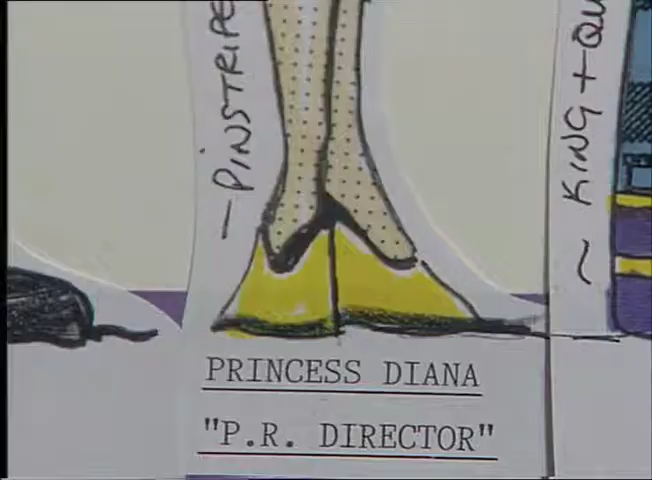 ~ PINSTRIPE
PRINCESS DIANA
"P.R. DIRECTOR"
~ KING + QU